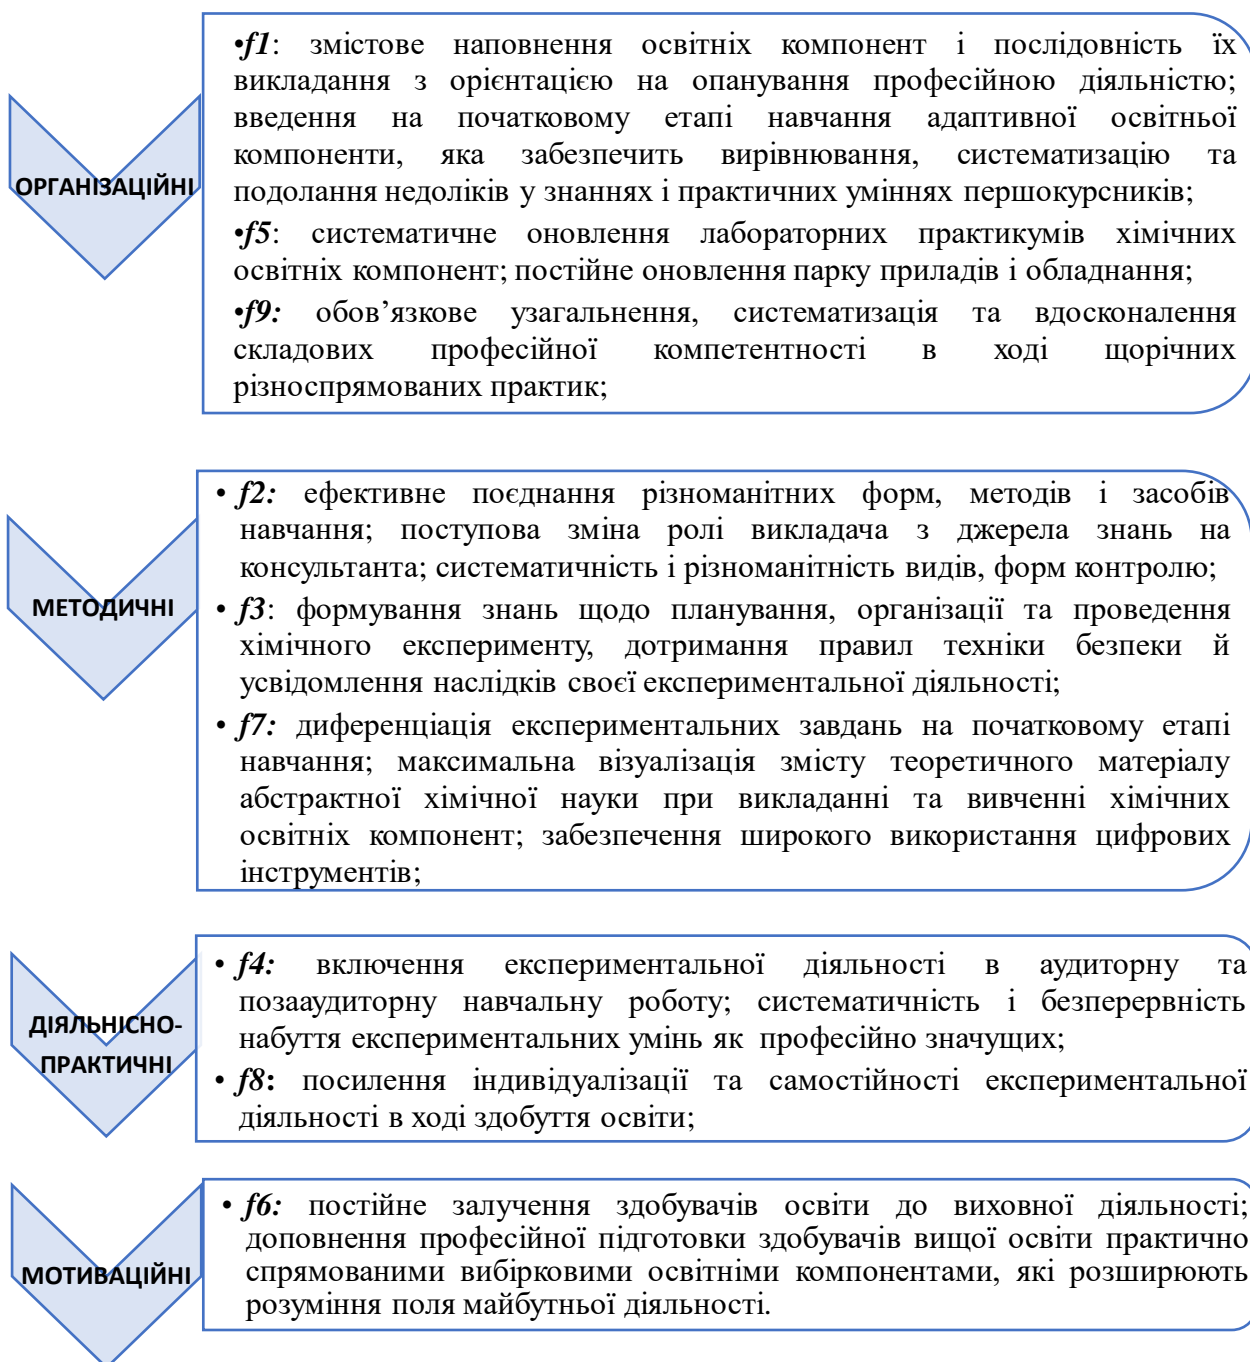 ОРГАНІЗАЦІЙНІ
•f1: змістове наповнення освітніх компонент і послідовність їх
викладання з орієнтацією на опанування професійною діяльністю;
введення на початковому етапі навчання адаптивної освітньої
компоненти, яка забезпечить вирівнювання, систематизацію та
подолання недоліків у знаннях і практичних уміннях першокурсників;
•f5: систематичне оновлення лабораторних практикумів хімічних
освітніх компонент; постійне оновлення парку приладів і обладнання;
•f9: обов’язкове узагальнення, систематизація та вдосконалення
складових професійної компетентності в ході щорічних
різноспрямованих практик;
МЕТОДИЧНІ
• f2: ефективне поєднання різноманітних форм, методів і засобів
навчання; поступова зміна ролі викладача з джерела знань на
консультанта; систематичність і різноманітність видів, форм контролю;
• f3: формування знань щодо планування, організації та проведення
хімічного експерименту, дотримання правил техніки безпеки й
усвідомлення наслідків своєї експериментальної діяльності;
• f7: диференціація експериментальних завдань на початковому етапі
навчання; максимальна візуалізація змісту теоретичного матеріалу
абстрактної хімічної науки при викладанні та вивченні хімічних
освітніх компонент; забезпечення широкого використання цифрових
інструментів;
ДІЯЛЬНІСНО-
ПРАКТИЧНІ
• f4: включення експериментальної діяльності в аудиторну та
позааудиторну навчальну роботу; систематичність і безперервність
набуття експериментальних умінь як професійно значущих;
• f8: посилення індивідуалізації та самостійності експериментальної
діяльності в ході здобуття освіти;
МОТИВАЦІЙНІ
• f6: постійне залучення здобувачів освіти до виховної діяльності;
доповнення професійної підготовки здобувачів вищої освіти практично
спрямованими вибірковими освітніми компонентами, які розширюють
розуміння поля майбутньої діяльності.